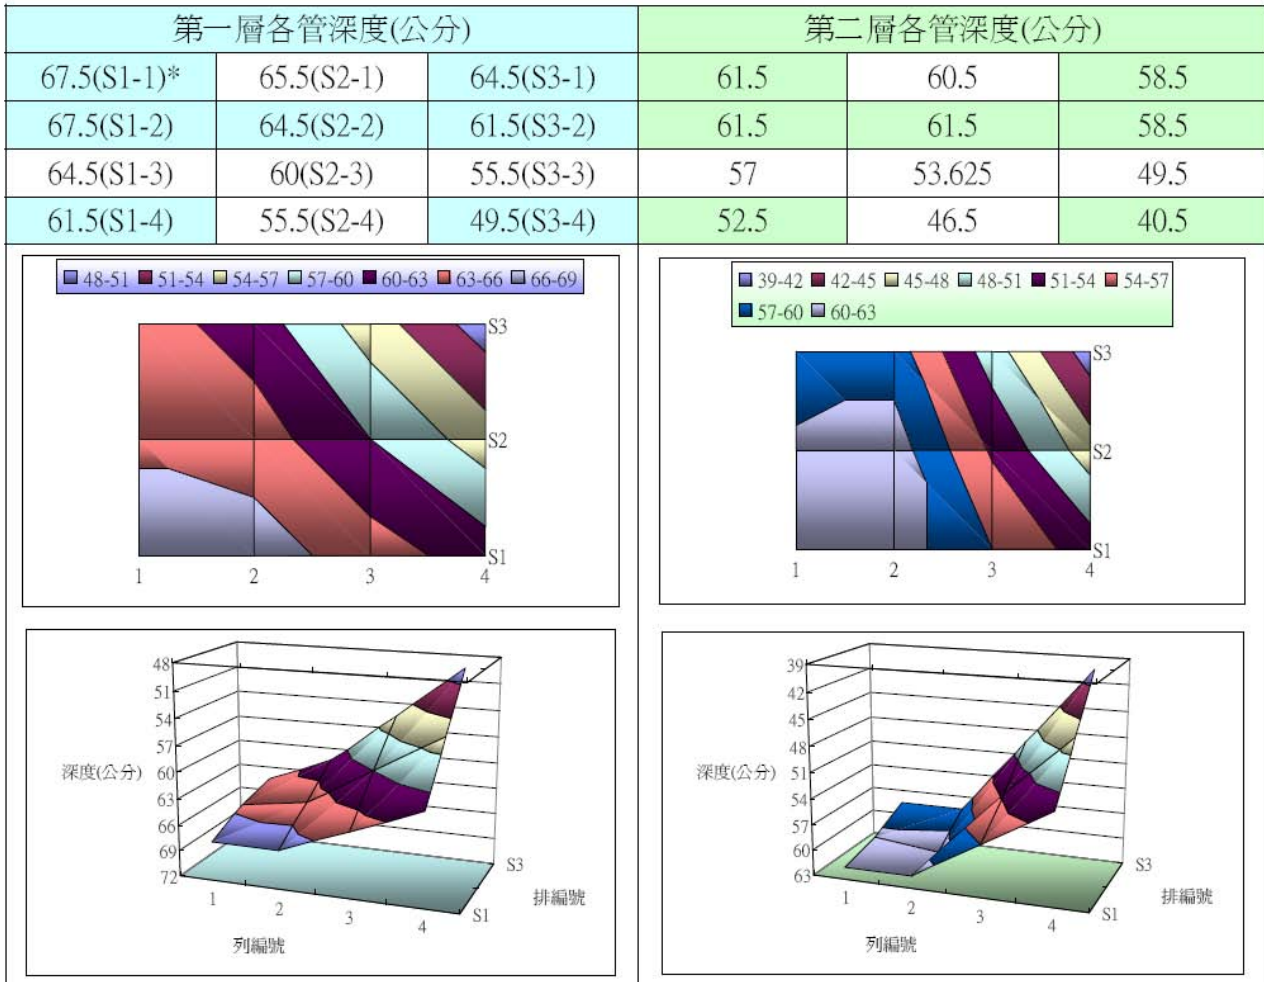 第一層各管深度(公分)
第二層各管深度(公分)
67.5(S1-1)* 65.5(S2-1) 64.5(S3-1) 61.5 60.5 58.5
67.5(S1-2) 64.5(S2-2) 61.5(S3-2) 61.5 61.5 58.5
64.5(S1-3) 60(S2-3) 55.5(S3-3) 57 53.625 49.5
61.5(S1-4) 55.5(S2-4) 49.5(S3-4) 52.5 46.5 40.5
48-51 51-54 54-57 57-60 60-63 63-66 66-69
S3
S2
S1
1 2 3 4
39-42 42-45 45-48 48-51 51-54 54-57
57-60 60-63
S3
S2
S1
1 2 3 4
48
51
54
57
深度(公分) 60
63
66
69
72
1 2 3 4
S1
S3
排編號
列編號
39
42
45
48
深度(公分) 51
54
57
60
63
1 2 3 4
S1
S3
排編號
列編號